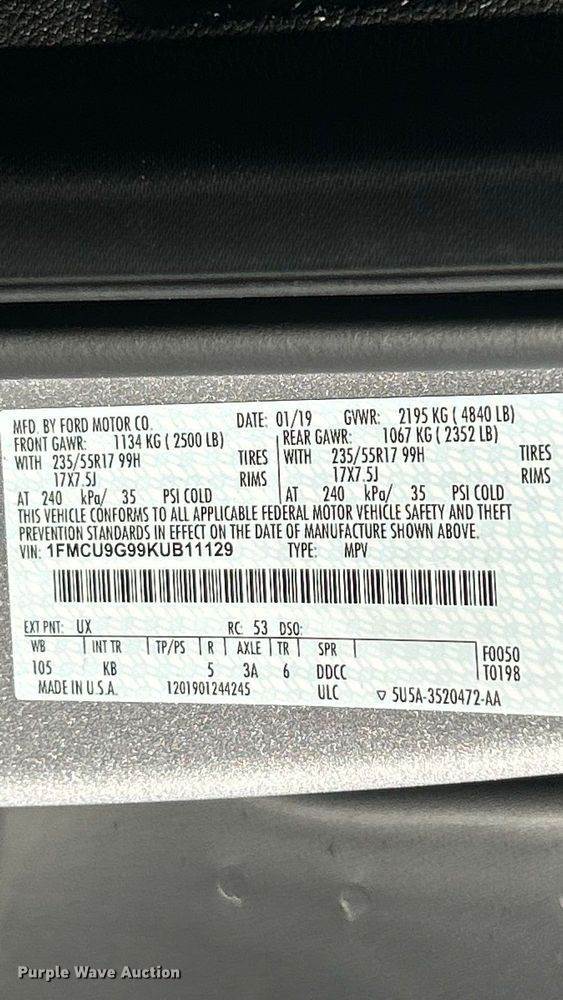 MFD. BY FORD MOTOR CO. DATE: 01/19 GVWR: 2195 KG ( 4840 LB)
FRONT GAWR: 1134 KG ( 2500 LB) REAR GAWR: 1067 KG ( 2352 LB)
WITH 235/55R17 99H TIRES WITH 235/55R17 99H TIRES
17X7.5J RIMS 17X7.5J RIMS
AT 240 kPa/ 35 PSI COLD AT 240 kPa/ 35 PSI COLD
THIS VEHICLE CONFORMS TO ALL APPLICABLE FEDERAL MOTOR VEHICLE SAFETY AND THEFT
PREVENTION STANDARDS IN EFFECT ON THE DATE OF MANUFACTURE SHOWN ABOVE.
VIN: 1FMCU9G99KUB11129 TYPE: MPV
EXT PNT: UX RC: 53 DSO:
WB INT TR TP/PS R AXLE TR SPR F0050
105 KB 5 3A 6 DDCC T0198
MADE IN U.S.A. 1201901244245 ULC 5U5A-3520472-AA
Purple Wave Auction